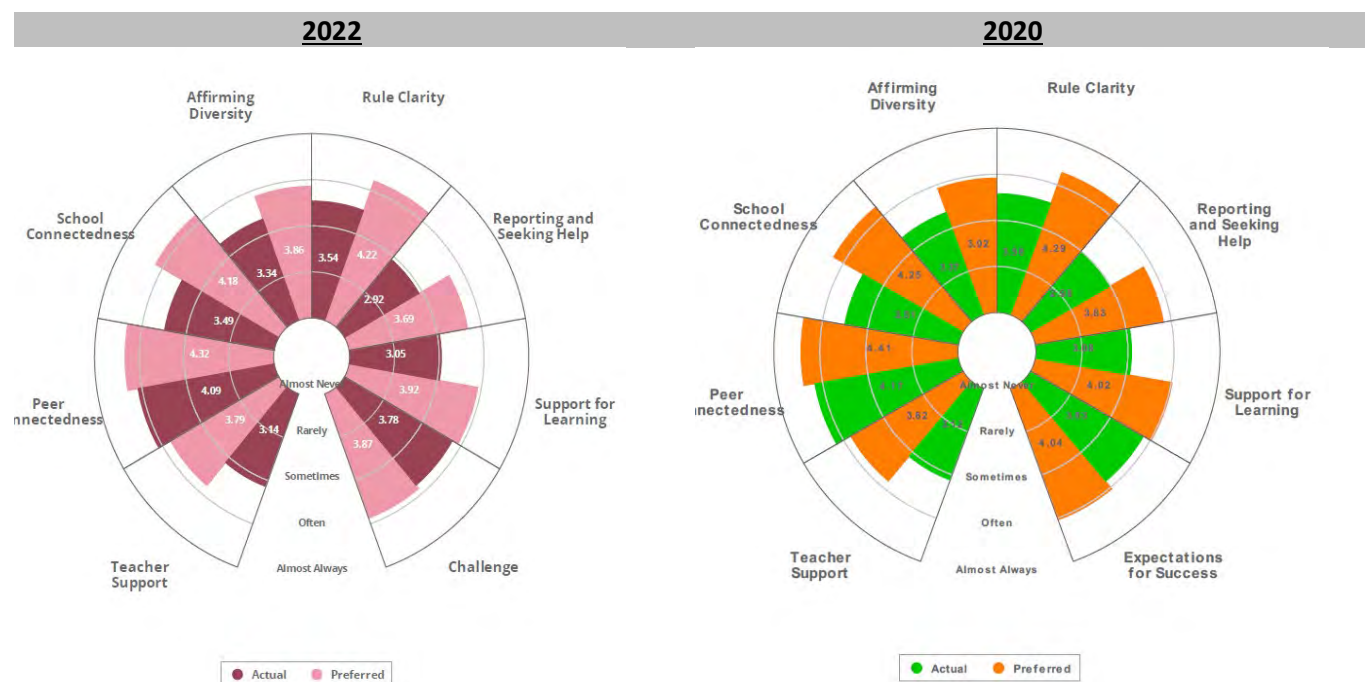 2022
2020
Affirming
Diversity
Rule Clarity
School
Connectedness
Reporting and
Seeking Help
3.86
3.54
4.22
3.34
4.18
2.92
3.49
3.69
4.32
3.05
4.09
3.92
3.79
3.14
3.78
3.87
Almost Never
Rarely
Sometimes
Often
Almost Always
Peer
nnectedness
Support for
Learning
Teacher
Support
Challenge
Actual
Preferred
Affirming
Diversity
Rule Clarity
School
Connectedness
Reporting
and Seeking
Help
4.29
4.25
3.83
4.41
4.02
4.04
Almost Never
Rarely
Sometimes
Often
Almost Always
Peer
nnectedness
Support for
Learning
Teacher
Support
Expectations
for Success
Actual
Preferred